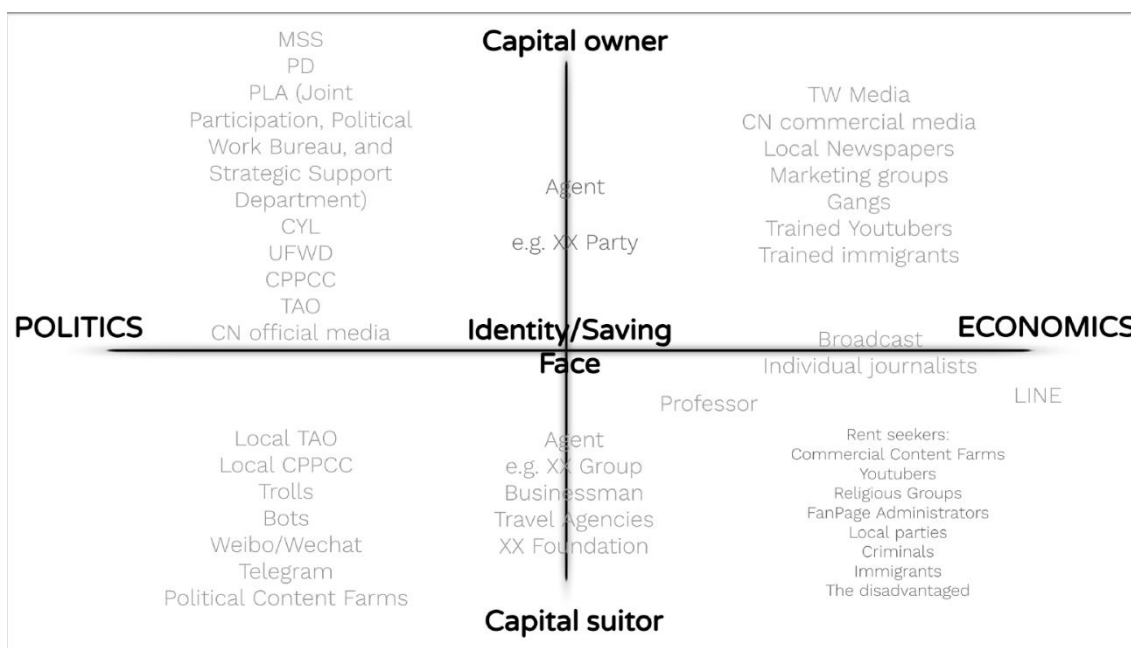 Capital owner
MSS
PD
PLA (Joint
Participation, Political
Work Bureau, and
Strategic Support
Department)
CYL
UFWD
CPPCC
TAO
CN official media
Agent
e.g. XX Party
TW Media
CN commercial media
Local Newspapers
Marketing groups
Gangs
Trained Youtubers
Trained immigrants
POLITICS
Identity/Saving
Face
ECONOMICS
Broadcast
Individual journalists
Professor
LINE
Local TAO
Local CPPCC
Trolls
Bots
Weibo/Wechat
Telegram
Political Content Farms
Agent
e.g. XX Group
Businessman
Travel Agencies
XX Foundation
Rent seekers:
Commercial Content Farms
Youtubers
Religious Groups
FanPage Administrators
Local parties
Criminals
Immigrants
The disadvantaged
Capital suitor